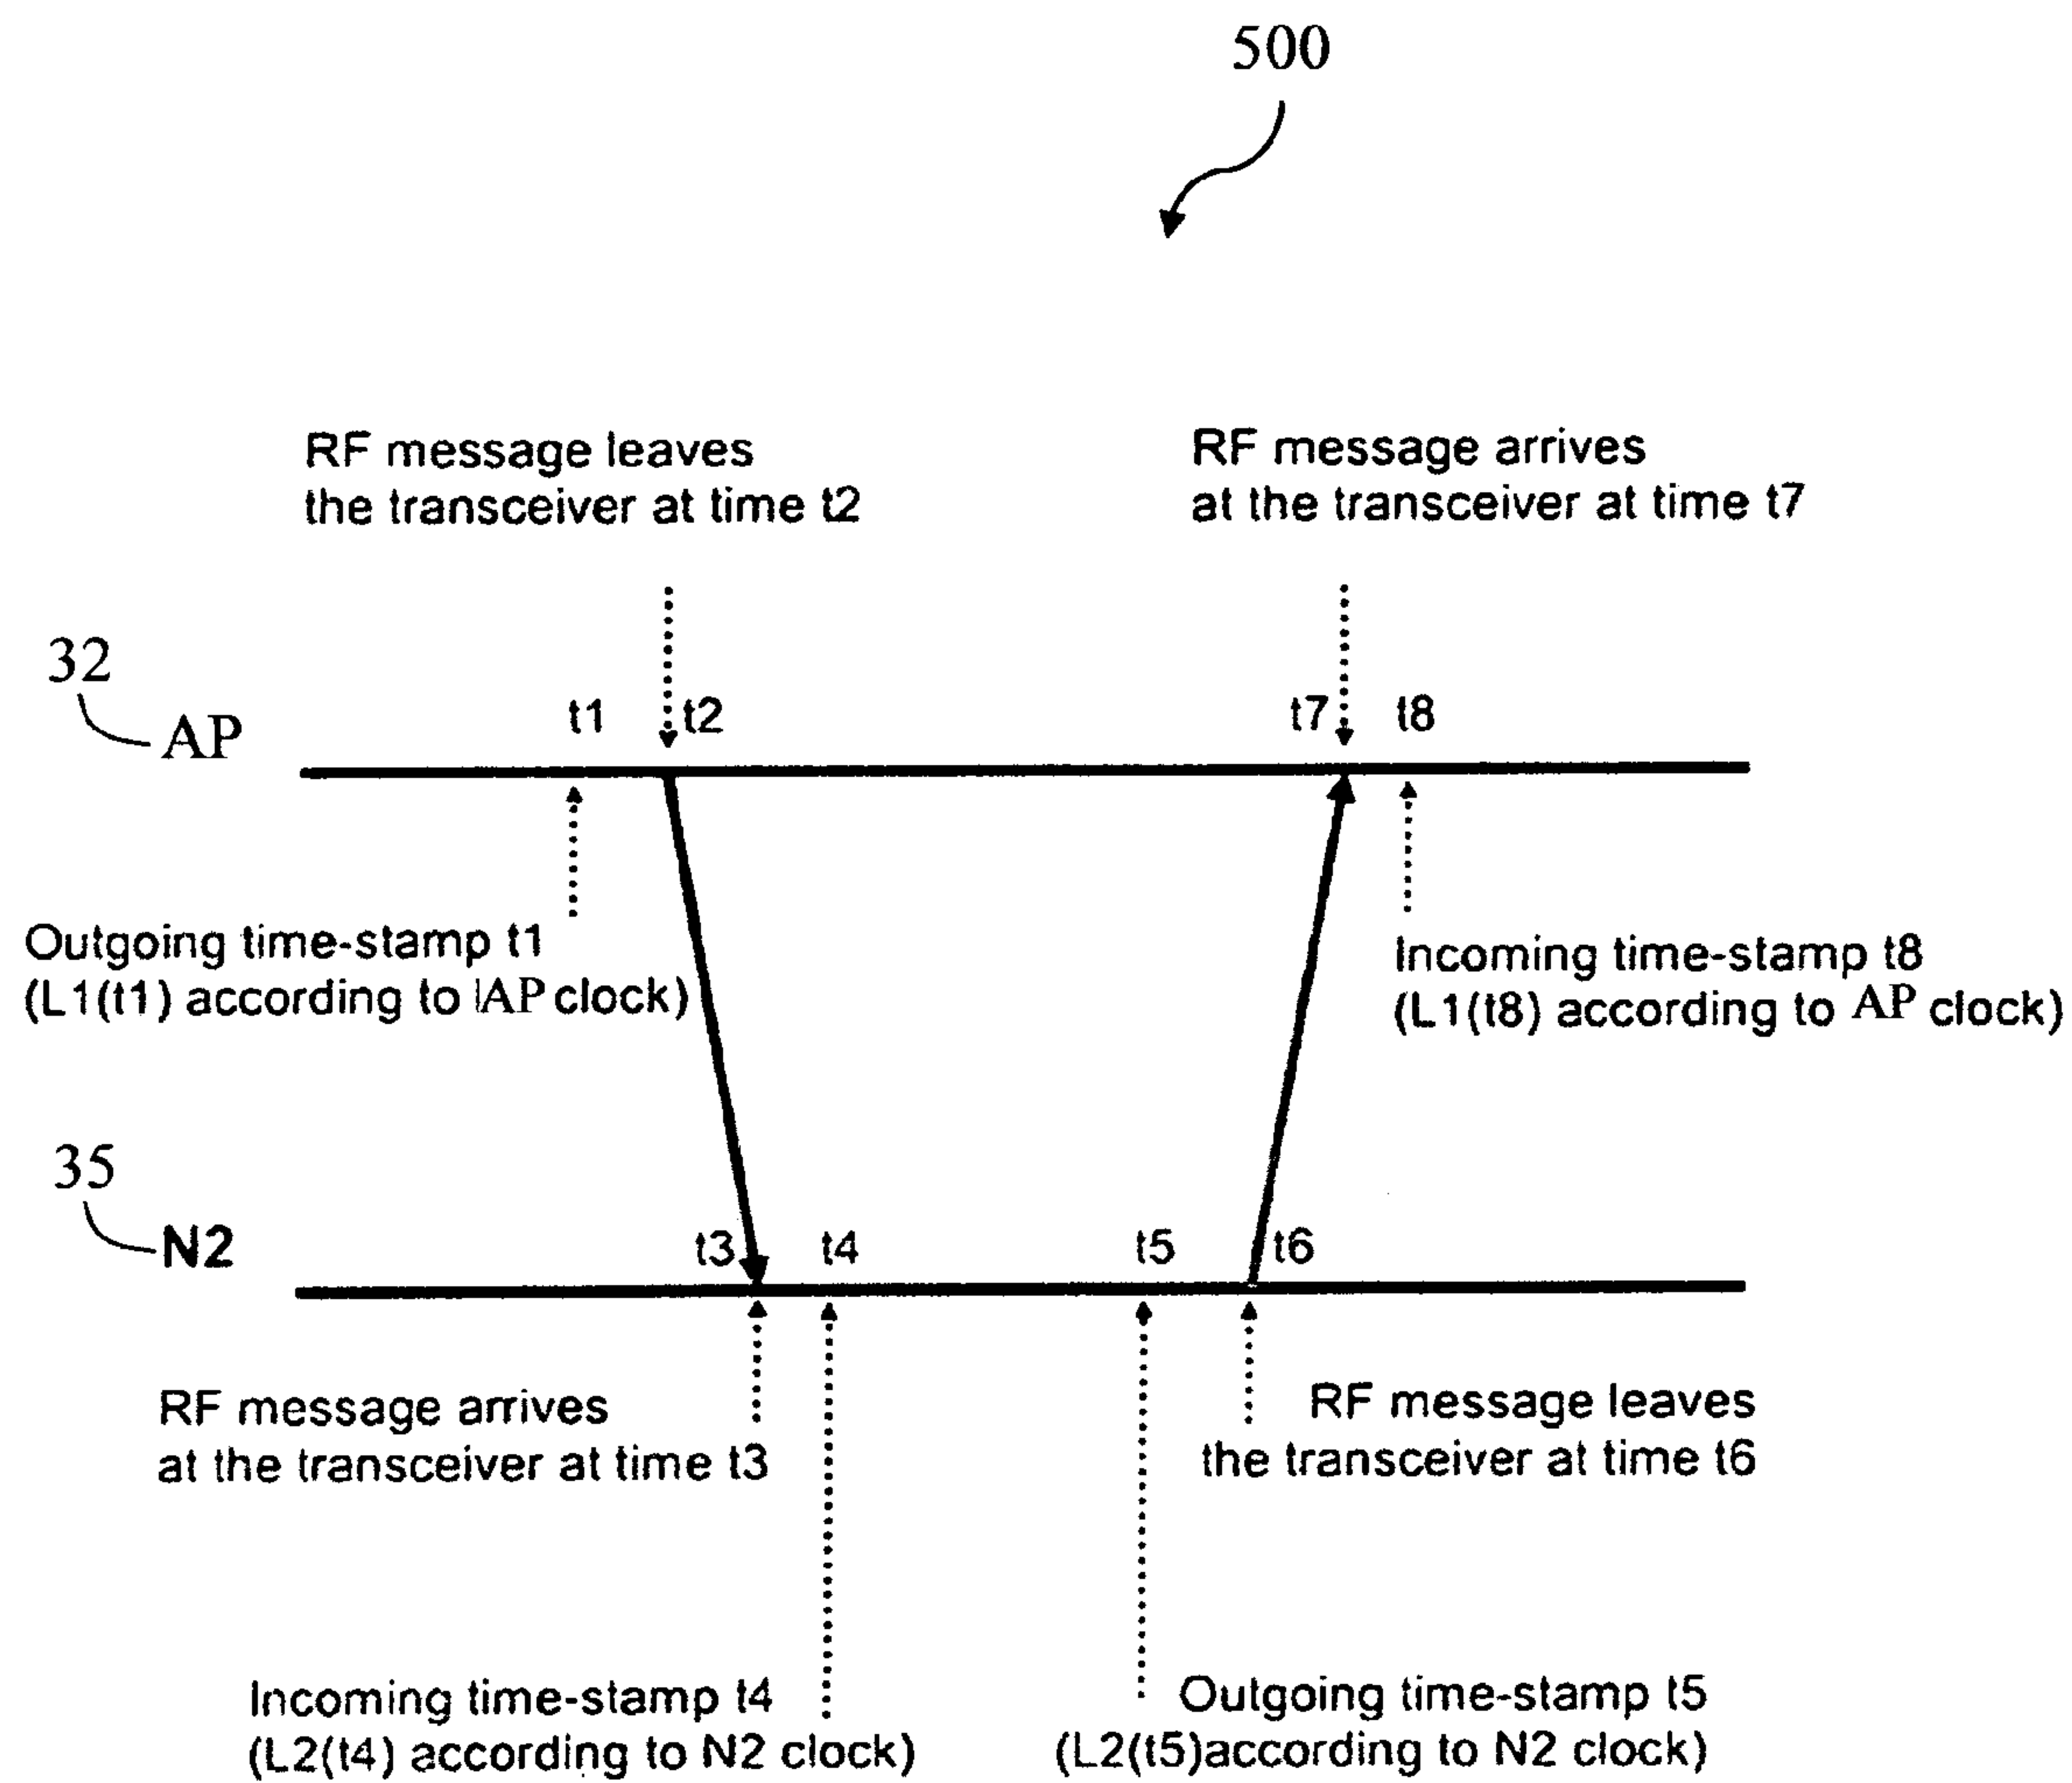 500
RF message leaves
the transceiver at time t2
RF message arrives
at the transceiver at time t7
32
AP
t1
t2
t7
t8
Outgoing time-stamp t1
(L1(t1) according to AP clock)
Incoming time-stamp t8
(L1(t8) according to AP clock)
35
N2
t3
t4
t5
t6
RF message arrives
at the transceiver at time t3
RF message leaves
the transceiver at time t6
Incoming time-stamp t4
(L2(t4) according to N2 clock)
Outgoing time-stamp t5
(L2(t5)according to N2 clock)